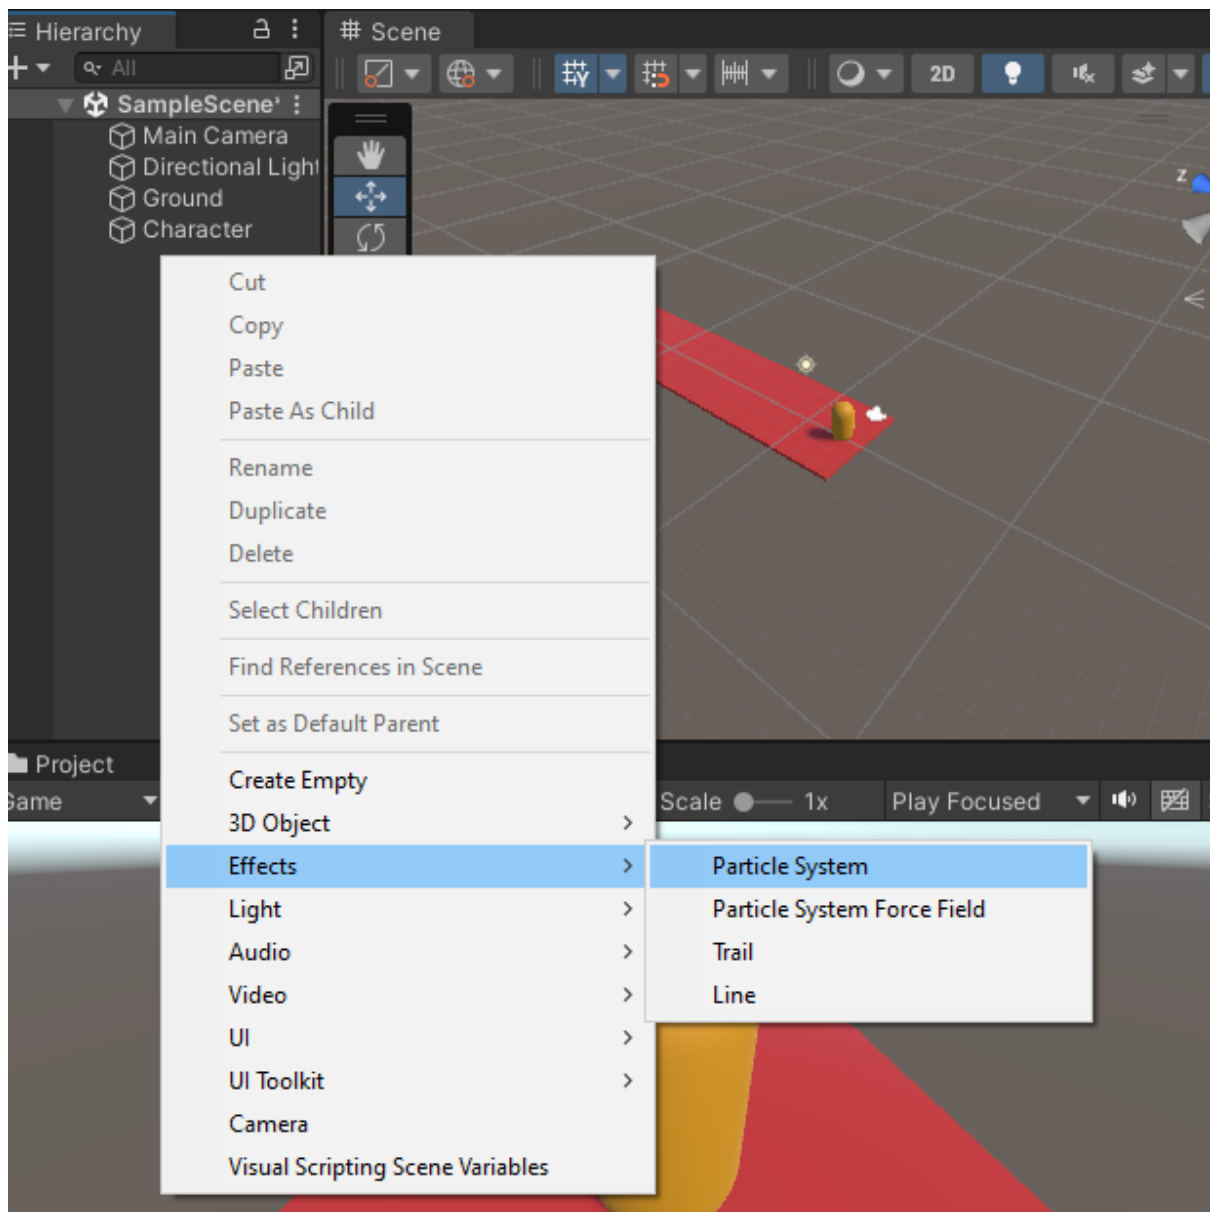 Hierarchy
Scene
All
2D
SampleScene*
Main Camera
Directional Light
Ground
Character
Z
Cut
Copy
Paste
Paste As Child
Rename
Duplicate
Delete
Select Children
Find References in Scene
Set as Default Parent
Project
Game
Scale 1x
Play Focused
Create Empty
3D Object
Effects
Light
Audio
Video
UI
UI Toolkit
Camera
Visual Scripting Scene Variables
Particle System
Particle System Force Field
Trail
Line